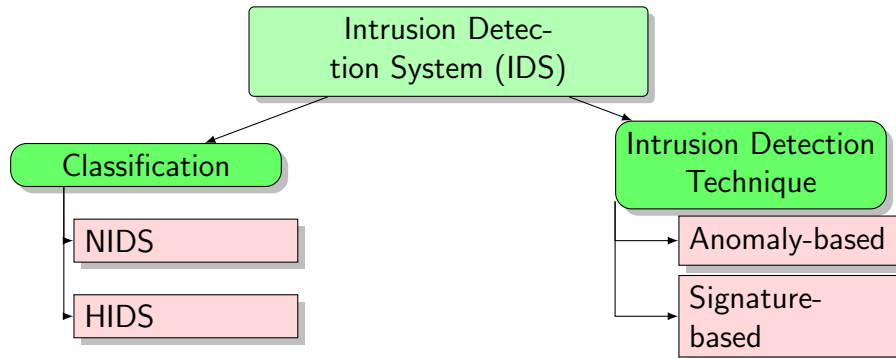 Intrusion Detec-
tion System (IDS)
Classification
Intrusion Detection
Technique
NIDS
Anomaly-based
HIDS
Signature-
based